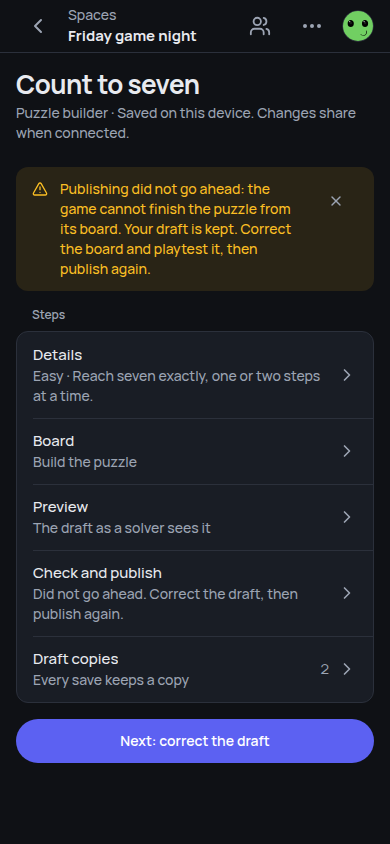 Spaces
Friday game night
Count to seven
Puzzle builder · Saved on this device. Changes share
when connected.
Publishing did not go ahead: the
game cannot finish the puzzle from
its board. Your draft is kept. Correct
the board and playtest it, then
publish again.
Steps
Details
Easy · Reach seven exactly, one or two steps
at a time.
Board
Build the puzzle
Preview
The draft as a solver sees it
Check and publish
Did not go ahead. Correct the draft, then
publish again.
Draft copies
Every save keeps a copy
2
Next: correct the draft